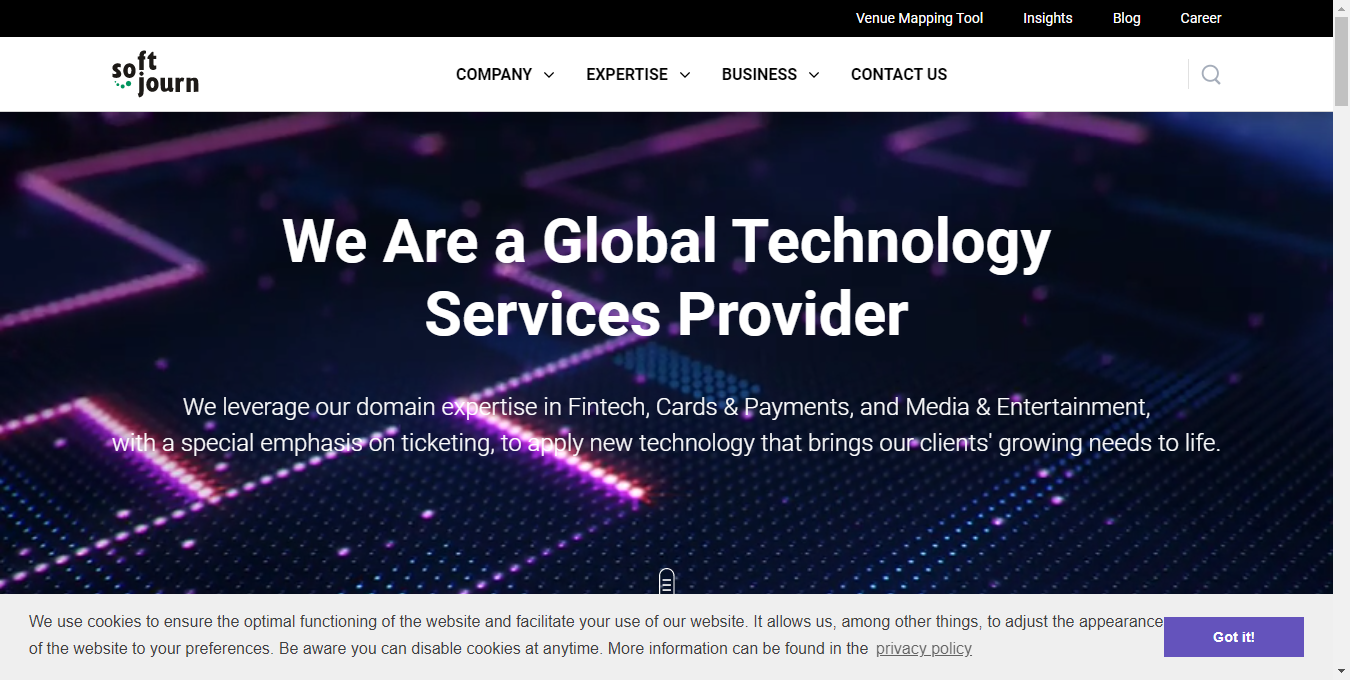 Venue Mapping Tool Insights Blog Career
soft
journ
COMPANY EXPERTISE BUSINESS CONTACT US
We Are a Global Technology
Services Provider
We leverage our domain expertise in Fintech, Cards & Payments, and Media & Entertainment,
with a special emphasis on ticketing, to apply new technology that brings our clients' growing needs to life.
We use cookies to ensure the optimal functioning of the website and facilitate your use of our website. It allows us, among other things, to adjust the appearance
of the website to your preferences. Be aware you can disable cookies at anytime. More information can be found in the privacy policy
Got it!